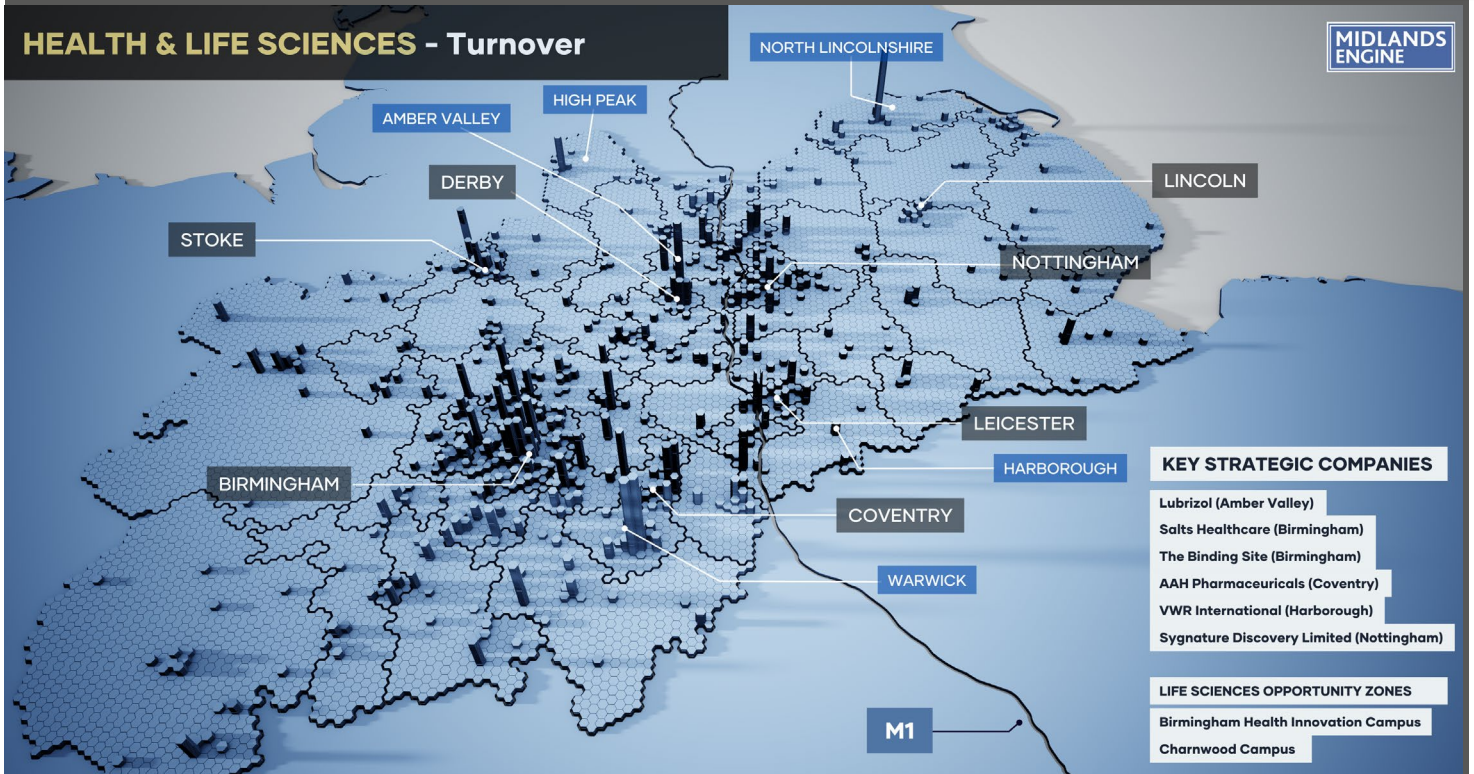 HEALTH & LIFE SCIENCES - Turnover
MIDLANDS
ENGINE
NORTH LINCOLNSHIRE
HIGH PEAK
AMBER VALLEY
DERBY
LINCOLN
STOKE
NOTTINGHAM
LEICESTER
HARBOROUGH
BIRMINGHAM
COVENTRY
WARWICK
M1
KEY STRATEGIC COMPANIES
Lubrizol (Amber Valley)
Salts Healthcare (Birmingham)
The Binding Site (Birmingham)
AAH Pharmaceuricals (Coventry)
VWR International (Harborough)
Sygnature Discovery Limited (Nottingham)
LIFE SCIENCES OPPORTUNITY ZONES
Birmingham Health Innovation Campus
Charnwood Campus